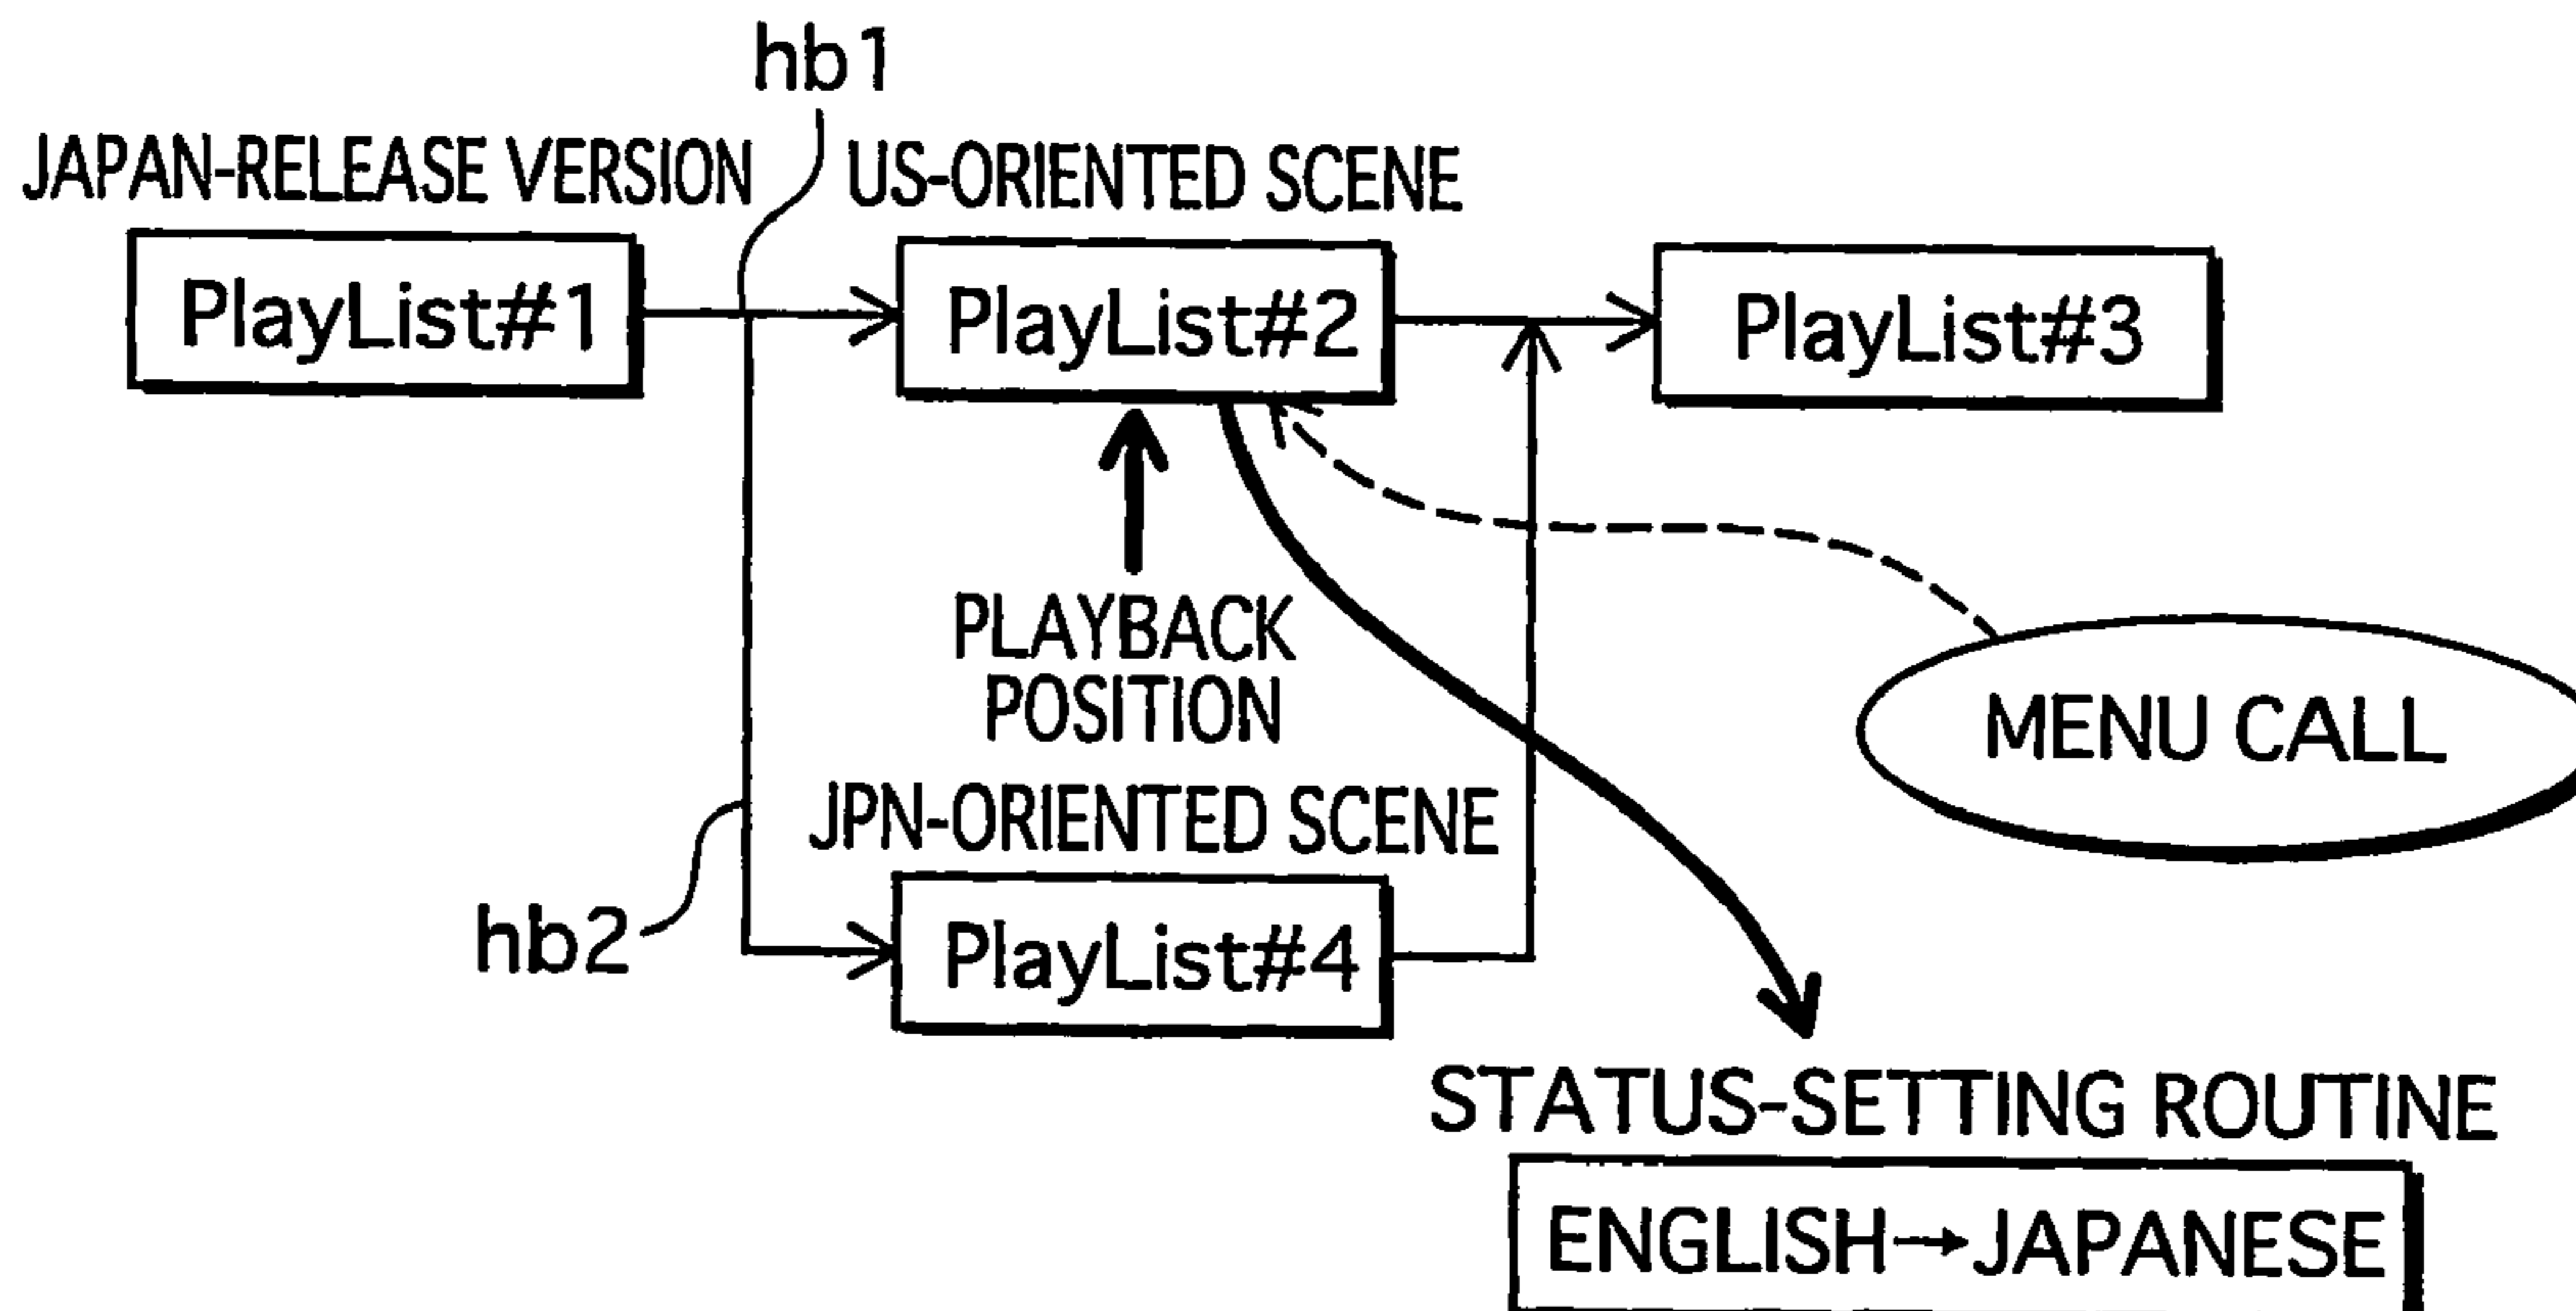 hb1
JAPAN-RELEASE VERSION
US-ORIENTED SCENE
PlayList#1
PlayList#2
PlayList#3
PLAYBACK
POSITION
MENU CALL
JPN-ORIENTED SCENE
hb2
PlayList#4
STATUS-SETTING ROUTINE
ENGLISH→JAPANESE